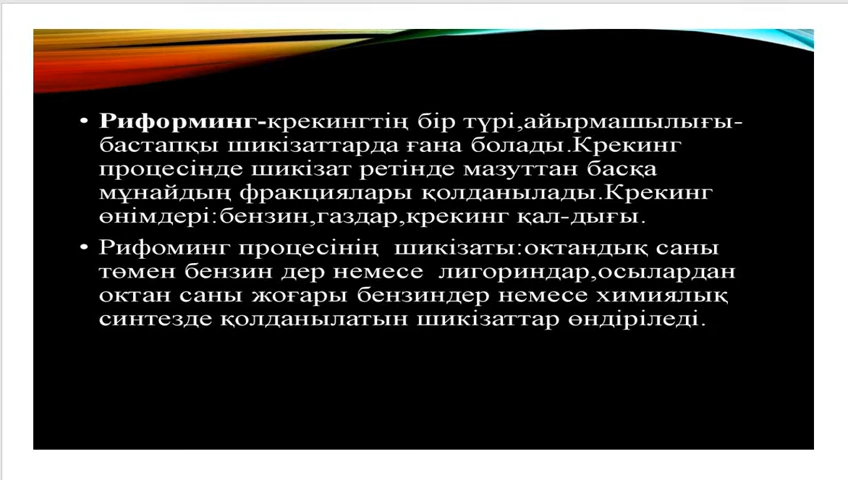 • Риформинг-крекингтің бір түрі,айырмашылығы-
бастапқы шикізаттарда ғана болады.Крекинг
процесінде шикізат ретінде мазуттан басқа
мұнайдың фракциялары қолданылады.Крекинг
өнімдері:бензин,газдар,крекинг қал-дығы.
• Рифоминг процесінің шикізаты:октандық саны
төмен бензин дер немесе лигориндар,осылардан
октан саны жоғары бензиндер немесе химиялық
синтезде қолданылатын шикізаттар өндіріледі.